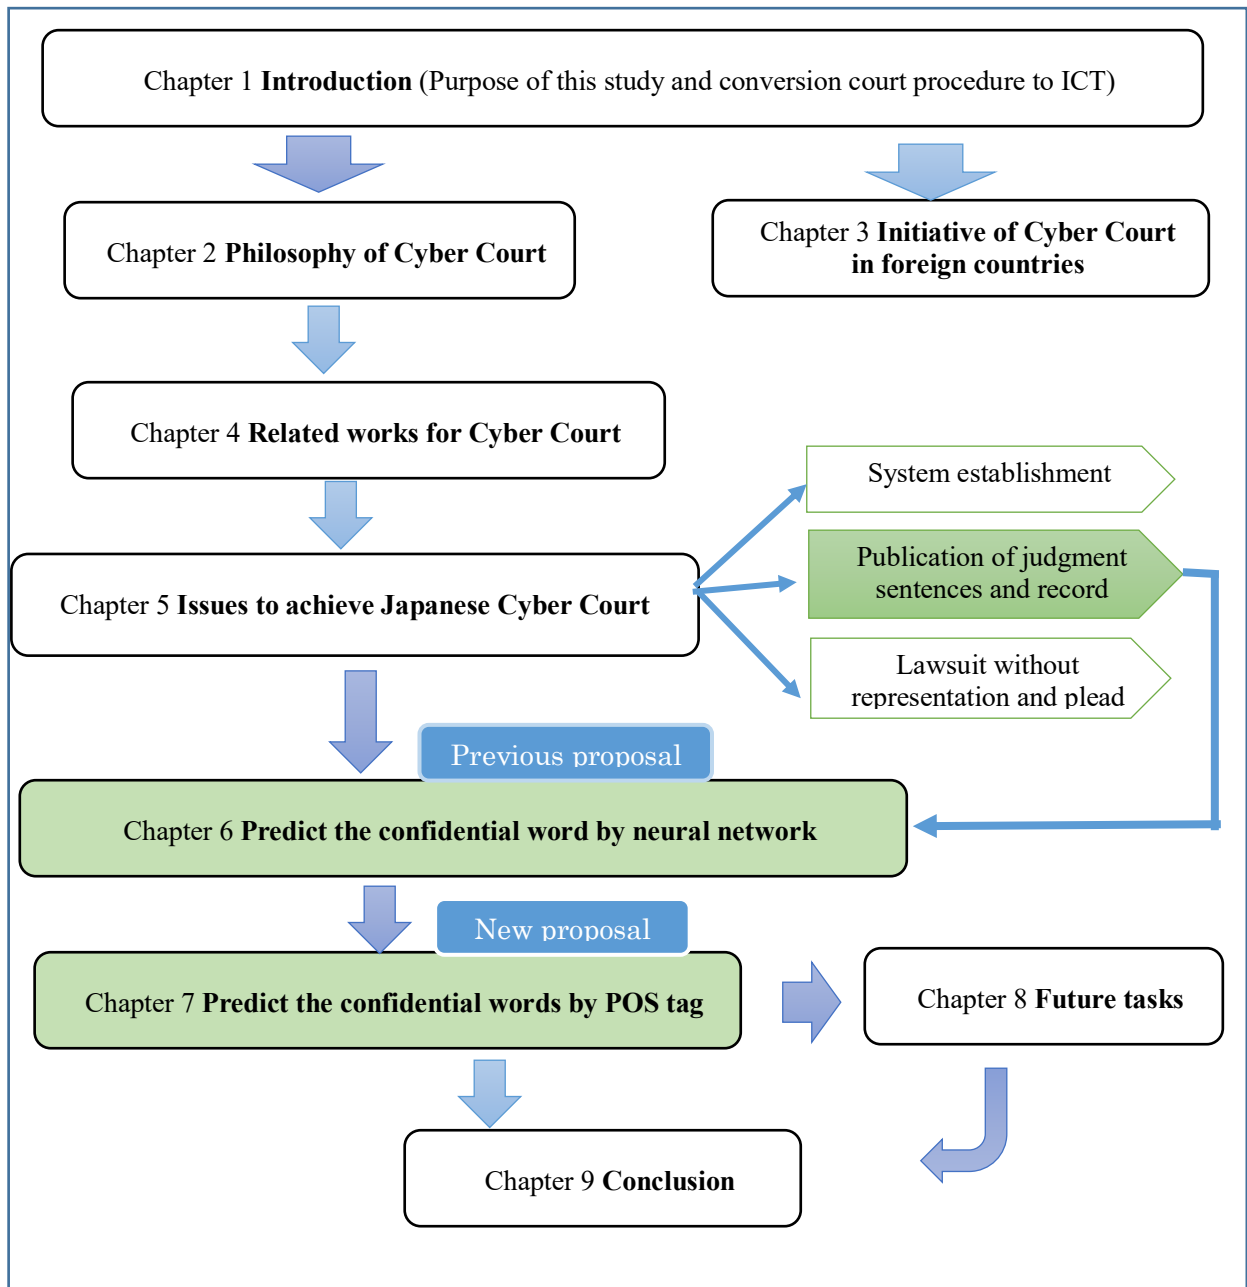 Chapter 1 Introduction (Purpose of this study and conversion court procedure to ICT)
Chapter 2 Philosophy of Cyber Court
Chapter 3 Initiative of Cyber Court
in foreign countries
Chapter 4 Related works for Cyber Court
System establishment
Publication of judgment
sentences and record
Chapter 5 Issues to achieve Japanese Cyber Court
Lawsuit without
representation and plead
Previous proposal
Chapter 6 Predict the confidential word by neural network
New proposal
Chapter 7 Predict the confidential words by POS tag
Chapter 8 Future tasks
Chapter 9 Conclusion